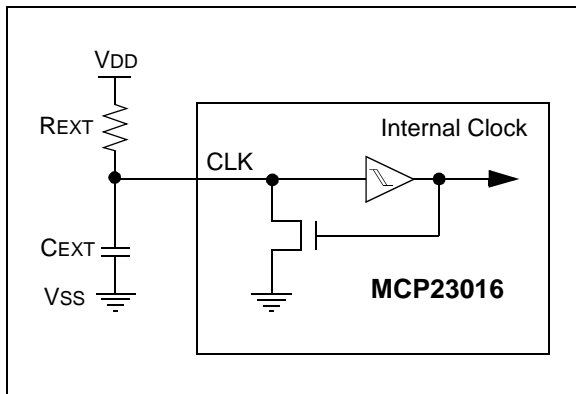 VDD
REXT
Internal Clock
CLK
CEXT
VSS
MCP23016